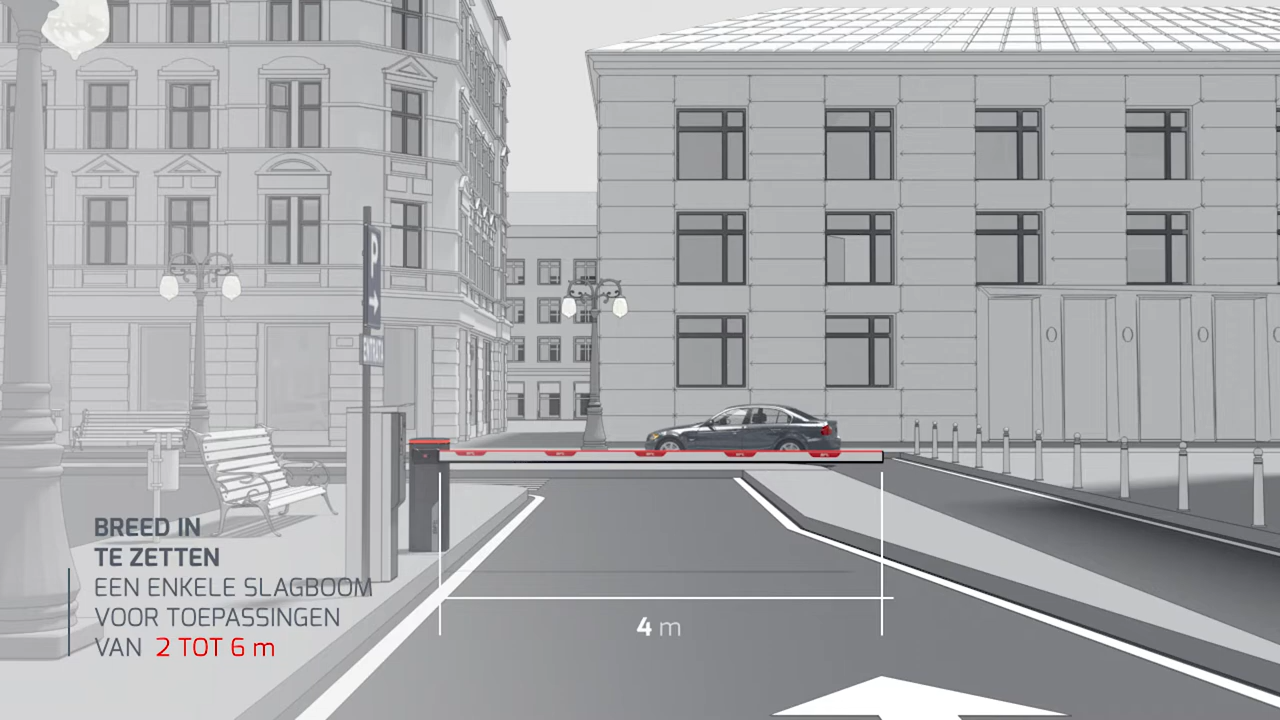 P
BREED IN
TE ZETTEN
EEN ENKELE SLAGBOOM
VOOR TOEPASSINGEN
VAN 2 TOT 6 m
4 m